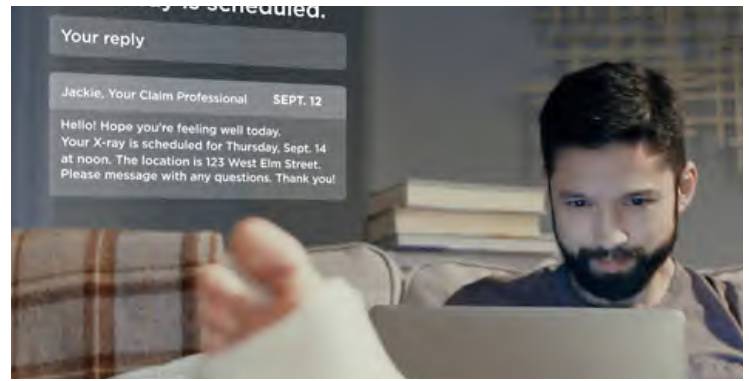 is scheduled.
Your reply
Jackie, Your Claim Professional SEPT. 12
Hello! Hope you're feeling well today.
Your X-ray is scheduled for Thursday, Sept. 14
at noon. The location is 123 West Elm Street.
Please message with any questions. Thank you!